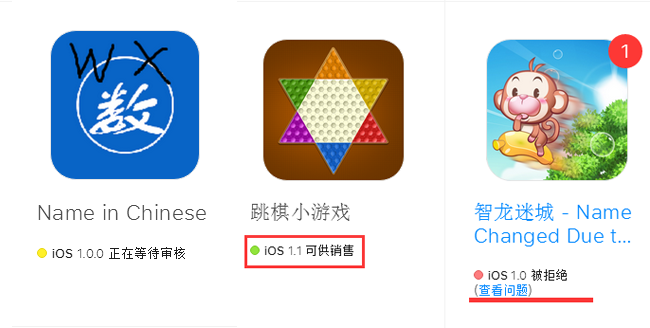 W X
数
Name in Chinese
iOS 1.0.0 正在等待审核
跳棋小游戏
iOS 1.1 可供销售
1
智龙迷城 - Name
Changed Due t...
iOS 1.0 被拒绝
(查看问题)